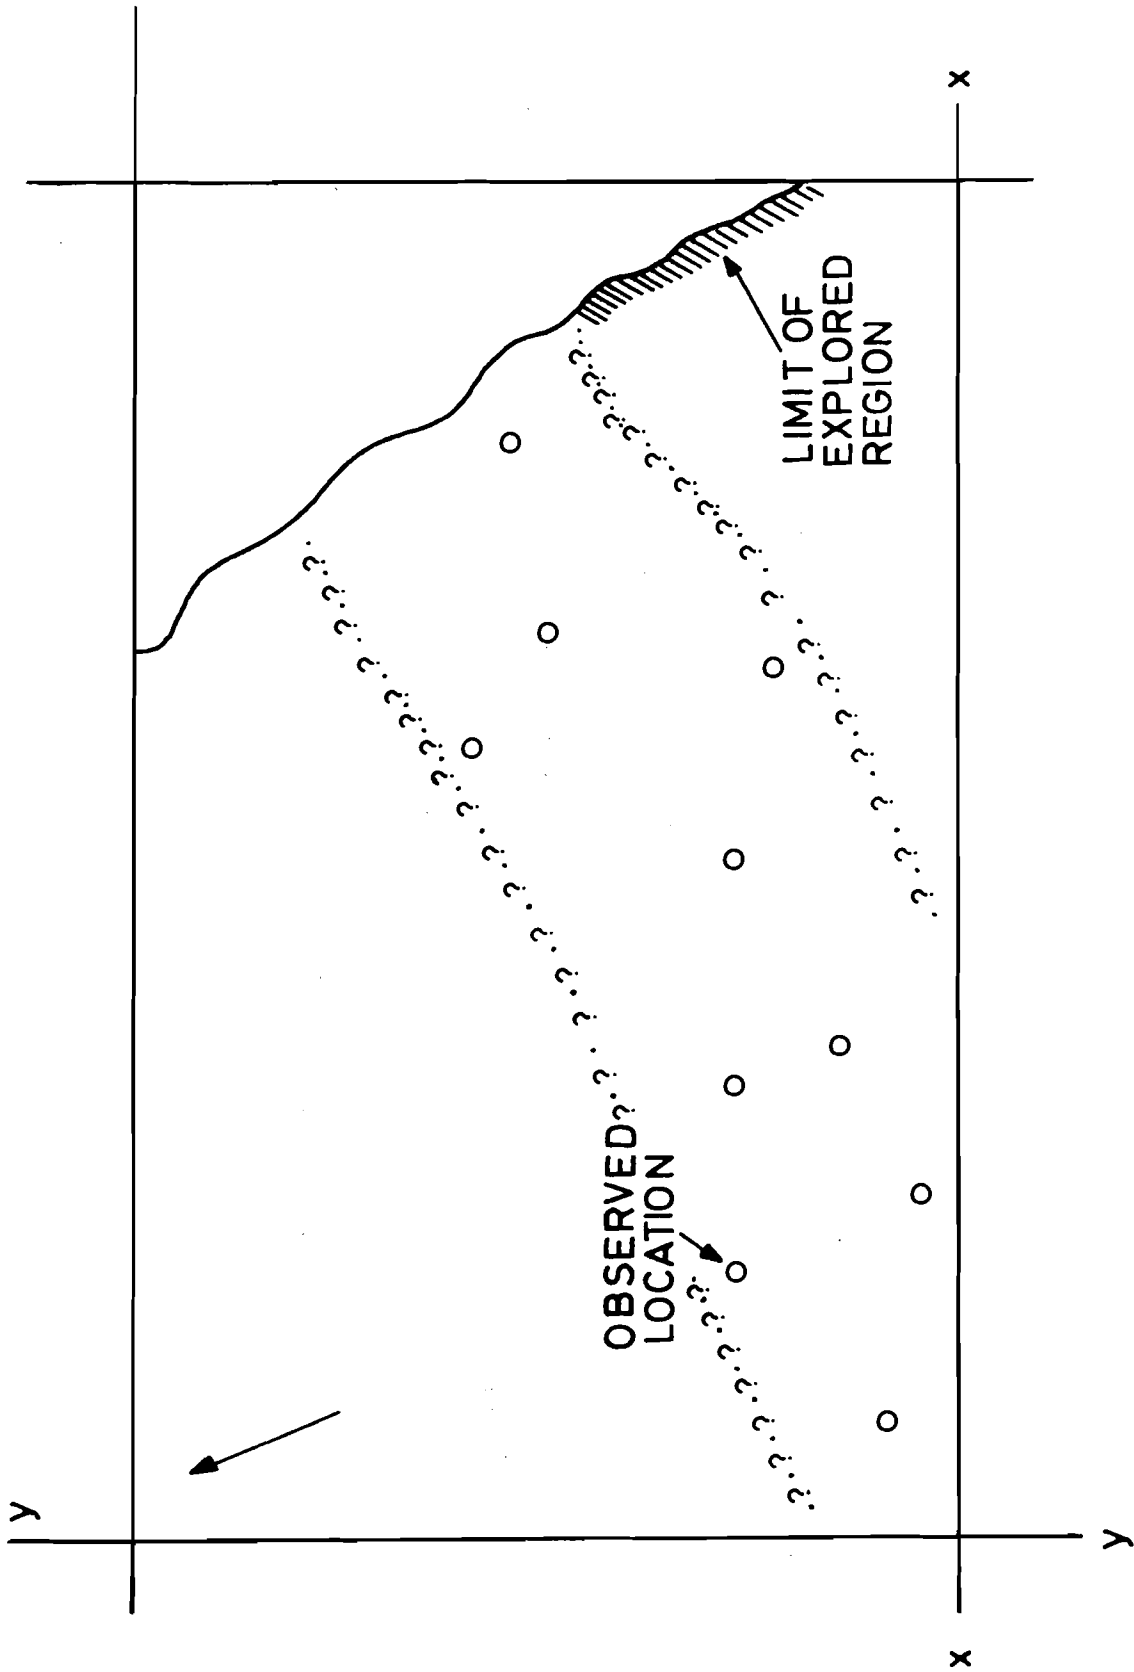 y
x
OBSERVED
LOCATION
LIMIT OF
EXPLORED
REGION
x
y